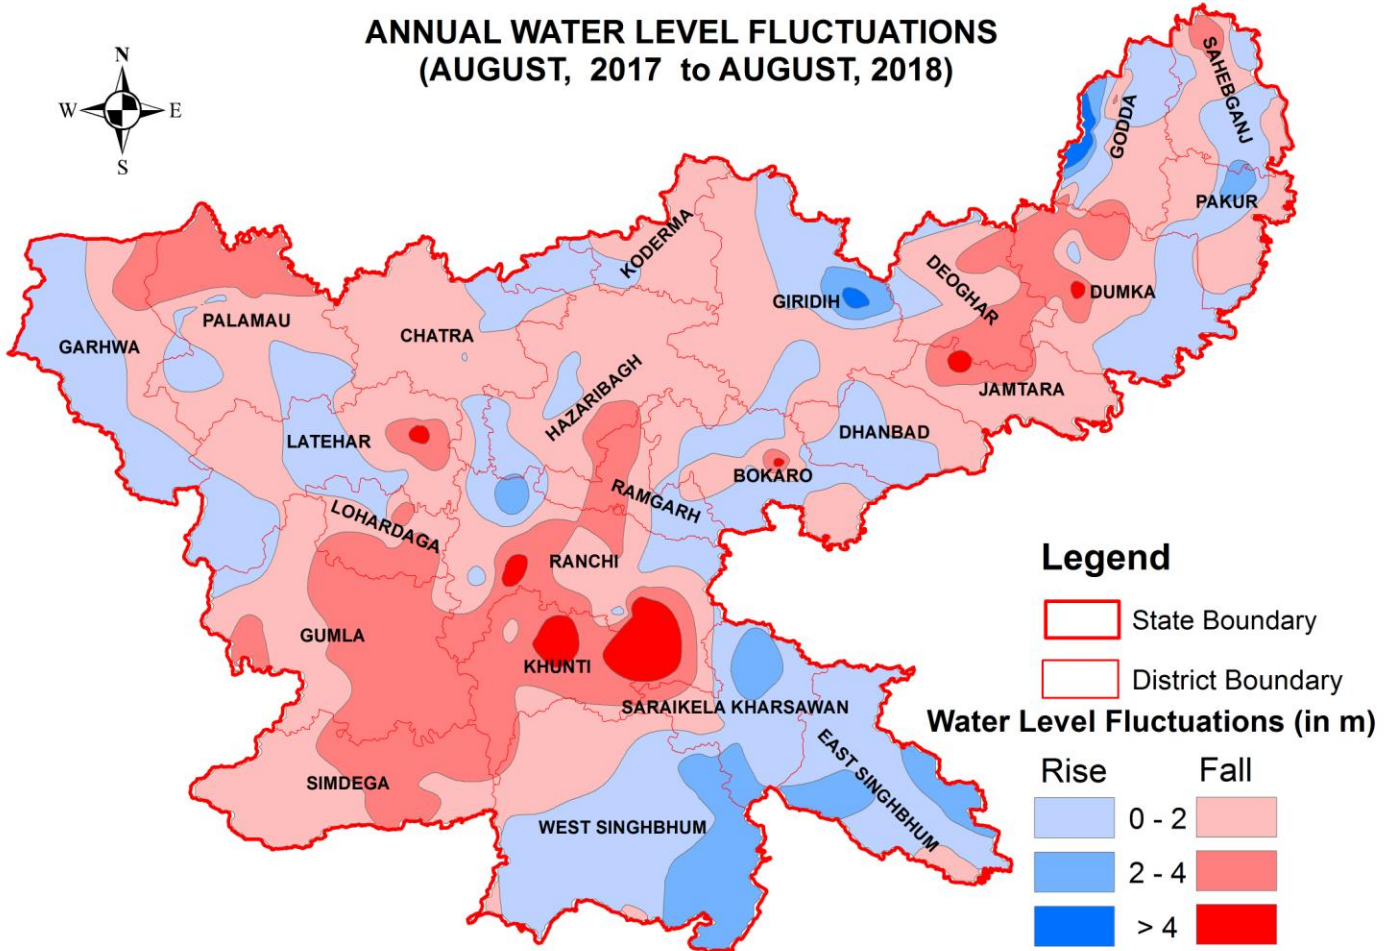 ANNUAL WATER LEVEL FLUCTUATIONS
(AUGUST, 2017 to AUGUST, 2018)
N
W E
S
SAHEBGANJ
GODDA
PAKUR
KODERMA
DEOGHAR
GIRIDIH
DUMKA
PALAMAU
CHATRA
GARHWA
JAMTARA
HAZARIBAGH
LATEHAR
DHANBAD
BOKARO
RAMGARH
LOHARDAGA
RANCHI
GUMLA
KHUNTI
SARAIKELA KHARSAWAN
EAST SINGHBHUM
SIMDEGA
WEST SINGHBHUM
Legend
State Boundary
District Boundary
Water Level Fluctuations (in m)
Rise Fall
0 - 2
2 - 4
> 4